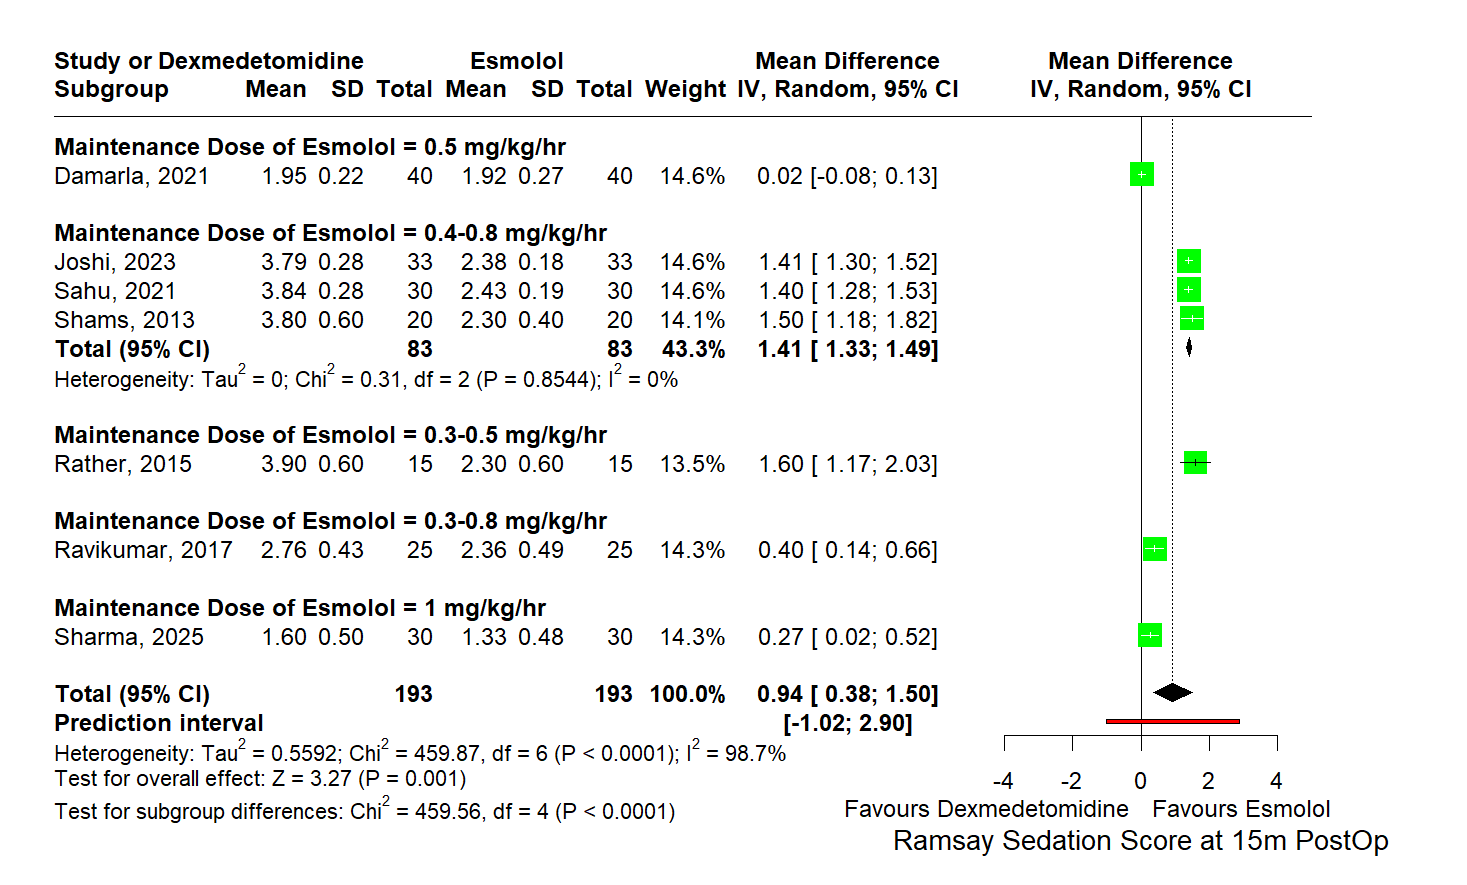 Study or Dexmedetomidine Esmolol Mean Difference Mean Difference
Subgroup Mean SD Total Mean SD Total Weight IV, Random, 95% CI IV, Random, 95% CI
Maintenance Dose of Esmolol = 0.5 mg/kg/hr
Damarla, 2021 1.95 0.22 40 1.92 0.27 40 14.6% 0.02 [-0.08; 0.13]
Maintenance Dose of Esmolol = 0.4-0.8 mg/kg/hr
Joshi, 2023 3.79 0.28 33 2.38 0.18 33 14.6% 1.41 [ 1.30; 1.52]
Sahu, 2021 3.84 0.28 30 2.43 0.19 30 14.6% 1.40 [ 1.28; 1.53]
Shams, 2013 3.80 0.60 20 2.30 0.40 20 14.1% 1.50 [ 1.18; 1.82]
Total (95% CI) 83 83 43.3% 1.41 [ 1.33; 1.49]
Heterogeneity: Tau² = 0; Chi² = 0.31, df = 2 (P = 0.8544); I² = 0%
Maintenance Dose of Esmolol = 0.3-0.5 mg/kg/hr
Rather, 2015 3.90 0.60 15 2.30 0.60 15 13.5% 1.60 [ 1.17; 2.03]
Maintenance Dose of Esmolol = 0.3-0.8 mg/kg/hr
Ravikumar, 2017 2.76 0.43 25 2.36 0.49 25 14.3% 0.40 [ 0.14; 0.66]
Maintenance Dose of Esmolol = 1 mg/kg/hr
Sharma, 2025 1.60 0.50 30 1.33 0.48 30 14.3% 0.27 [ 0.02; 0.52]
Total (95% CI) 193 193 100.0% 0.94 [ 0.38; 1.50]
Prediction interval [-1.02; 2.90]
Heterogeneity: Tau² = 0.5592; Chi² = 459.87, df = 6 (P < 0.0001); I² = 98.7%
Test for overall effect: Z = 3.27 (P = 0.001)
Test for subgroup differences: Chi² = 459.56, df = 4 (P < 0.0001)
-4 -2 0 2 4
Favours Dexmedetomidine Favours Esmolol
Ramsay Sedation Score at 15m PostOp